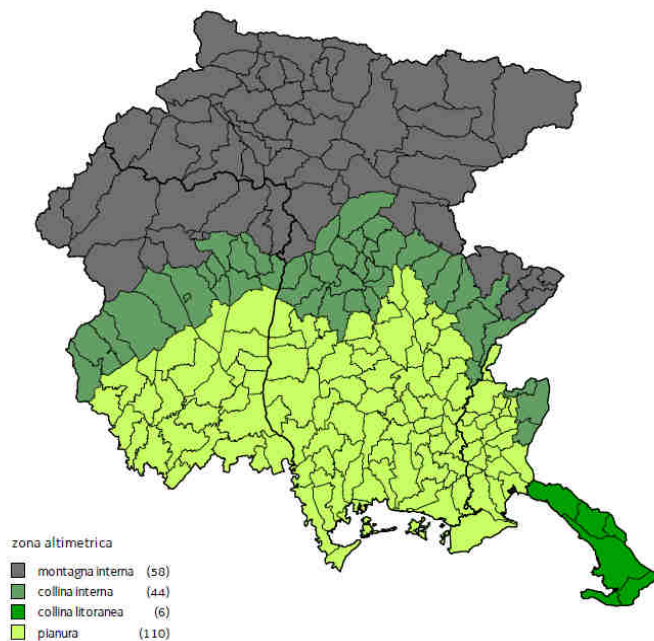 zona altimetrica
montagna interna (58)
collina interna (44)
collina litoranea (6)
pianura (110)